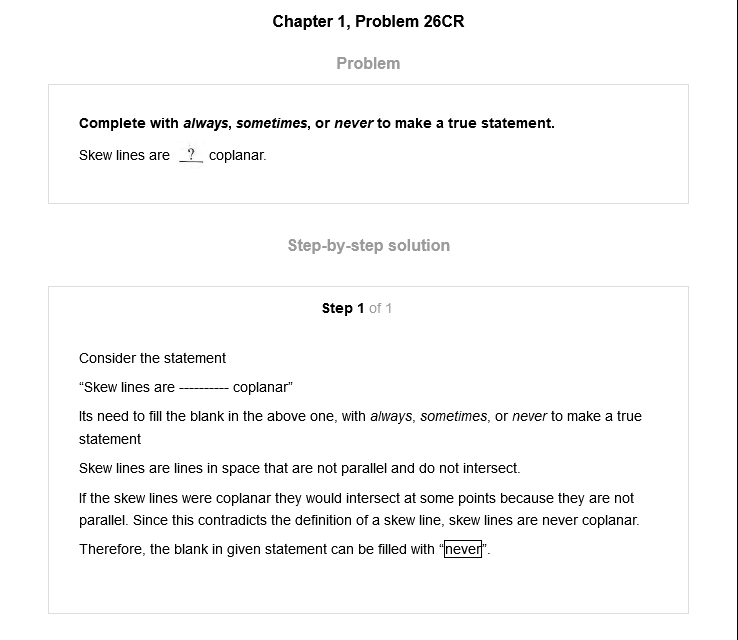 Chapter 1, Problem 26CR
Problem
Complete with always, sometimes, or never to make a true statement.
Skew lines are ? coplanar.
Step-by-step solution
Step 1 of 1
Consider the statement
“Skew lines are ---------- coplanar”
Its need to fill the blank in the above one, with always, sometimes, or never to make a true
statement
Skew lines are lines in space that are not parallel and do not intersect.
If the skew lines were coplanar they would intersect at some points because they are not
parallel. Since this contradicts the definition of a skew line, skew lines are never coplanar.
Therefore, the blank in given statement can be filled with “never”.